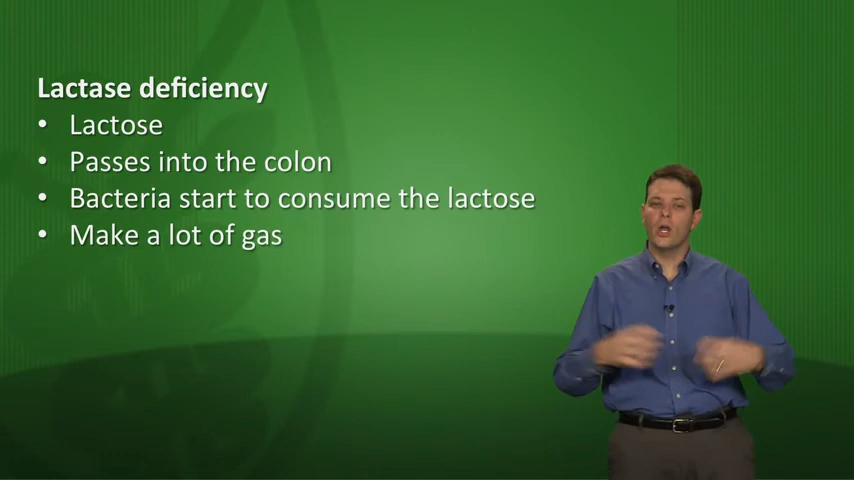 Lactase deficiency
• Lactose
• Passes into the colon
• Bacteria start to consume the lactose
• Make a lot of gas